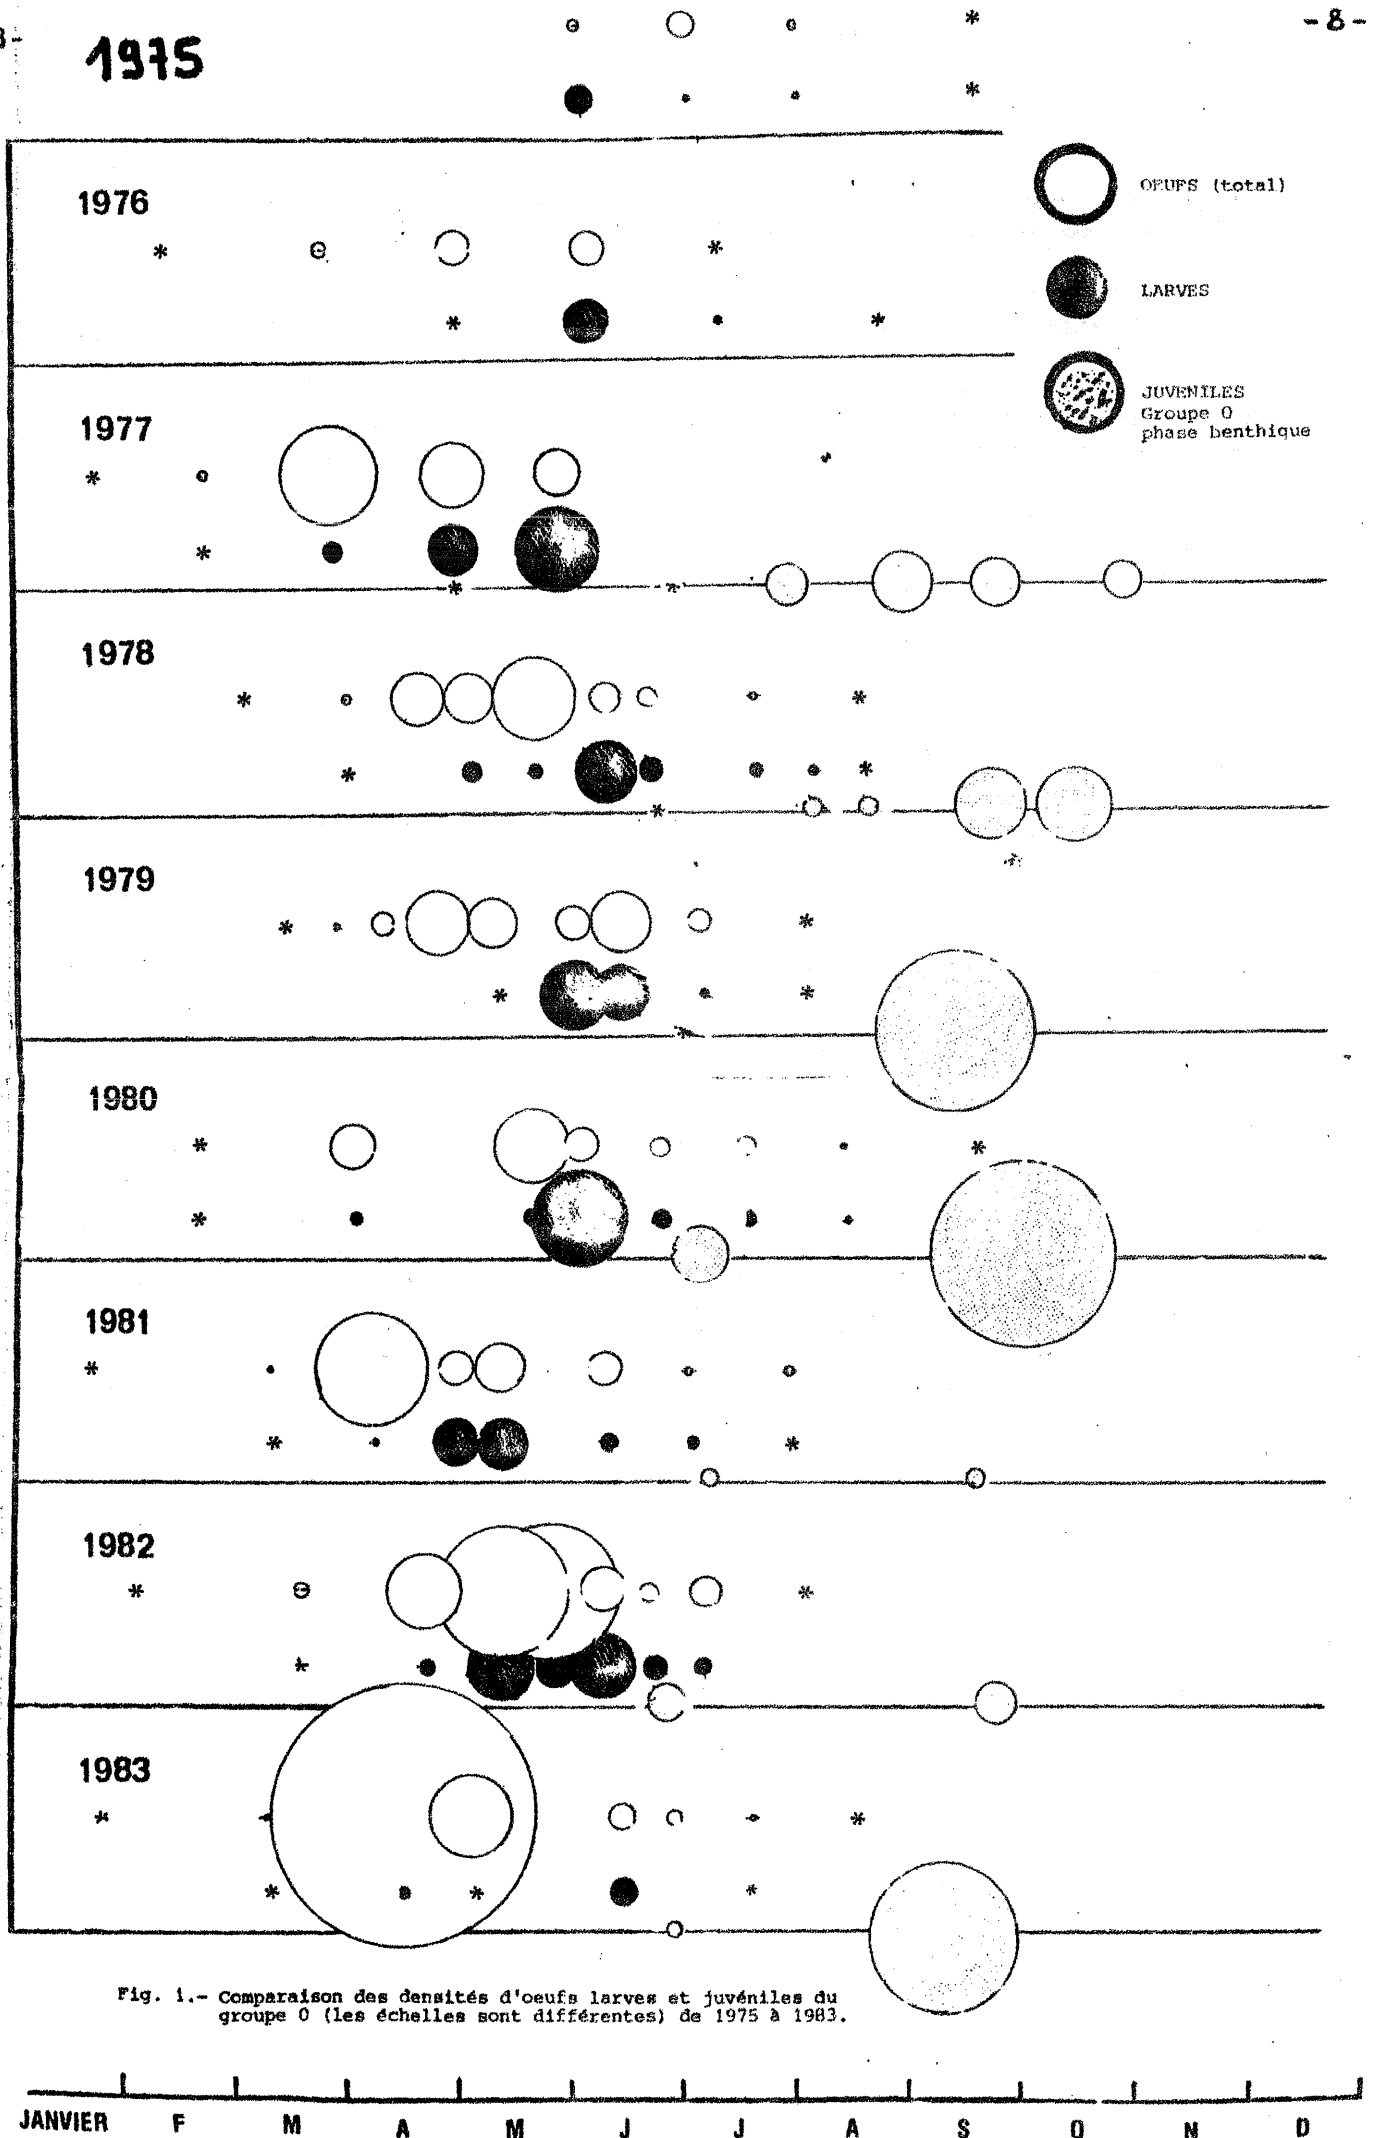 - 8 -
1975
1976
OEUFS (total)
LARVES
JUVENILES
Groupe 0
phase benthique
1977
1978
1979
1980
1981
1982
1983
Fig. 1.- Comparaison des densités d'oeufs larves et juvéniles du
groupe 0 (les échelles sont différentes) de 1975 à 1983.
JANVIER F M A M J J A S O N D